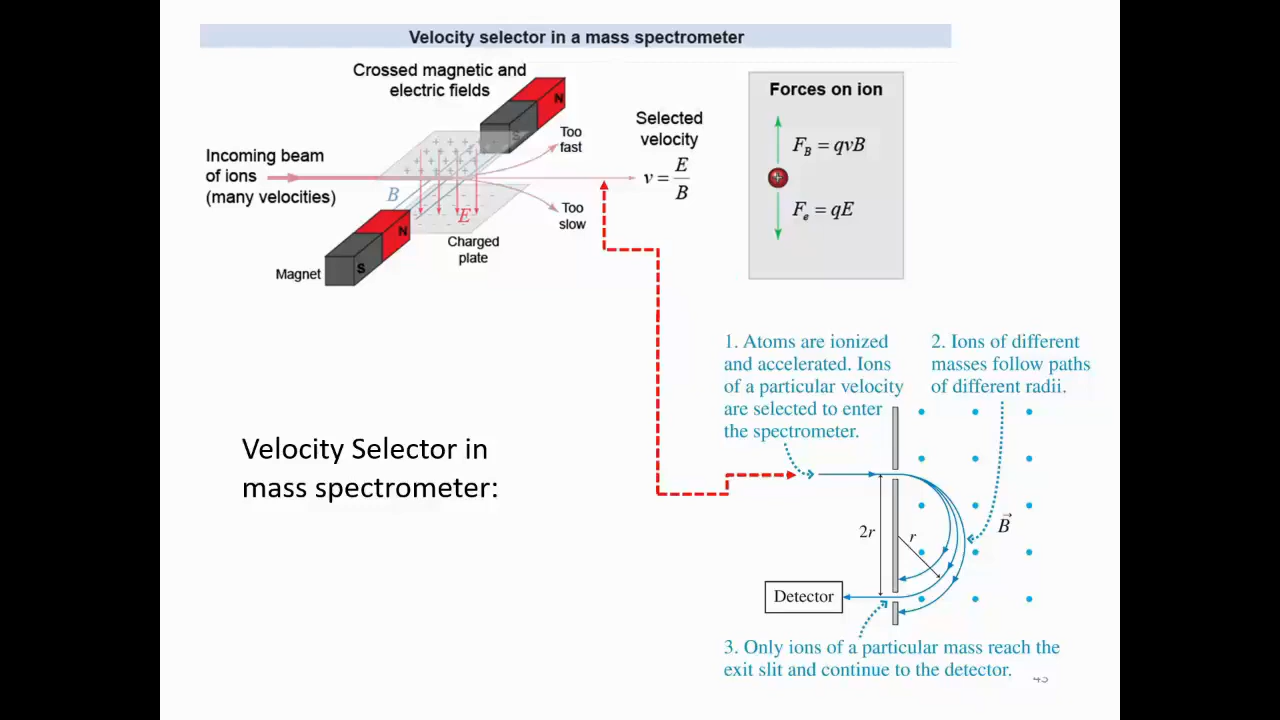 Velocity selector in a mass spectrometer
Crossed magnetic and
electric fields
N
S
Too
fast
Selected
velocity
v = E/B
Incoming beam
of ions
(many velocities)
B
E
Too
slow
N
S
Magnet
Charged
plate
Forces on ion
F_B = qvB
+
F_e = qE
Velocity Selector in
mass spectrometer:
1. Atoms are ionized
and accelerated. Ions
of a particular velocity
are selected to enter
the spectrometer.
2. Ions of different
masses follow paths
of different radii.
2r
r
B⃗
Detector
3. Only ions of a particular mass reach the
exit slit and continue to the detector.